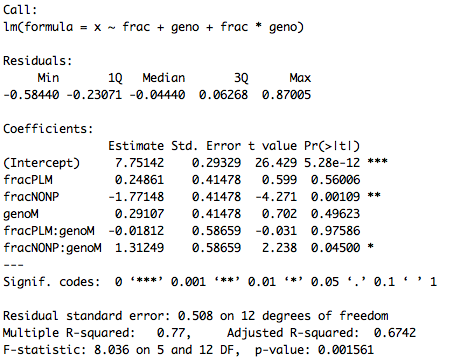 Call:
lm(formula = x ~ frac + geno + frac * geno)
Residuals:
Min 1Q Median 3Q Max
-0.58440 -0.23071 -0.04440 0.06268 0.87005
Coefficients:
Estimate Std. Error t value Pr(>|t|)
(Intercept) 7.75142 0.29329 26.429 5.28e-12 ***
fracPLM 0.24861 0.41478 0.599 0.56006
fracNONP -1.77148 0.41478 -4.271 0.00109 **
genoM 0.29107 0.41478 0.702 0.49623
fracPLM:genoM -0.01812 0.58659 -0.031 0.97586
fracNONP:genoM 1.31249 0.58659 2.238 0.04500 *
---
Signif. codes: 0 ‘***’ 0.001 ‘**’ 0.01 ‘*’ 0.05 ‘.’ 0.1 ‘ ’ 1
Residual standard error: 0.508 on 12 degrees of freedom
Multiple R-squared: 0.77, Adjusted R-squared: 0.6742
F-statistic: 8.036 on 5 and 12 DF, p-value: 0.001561